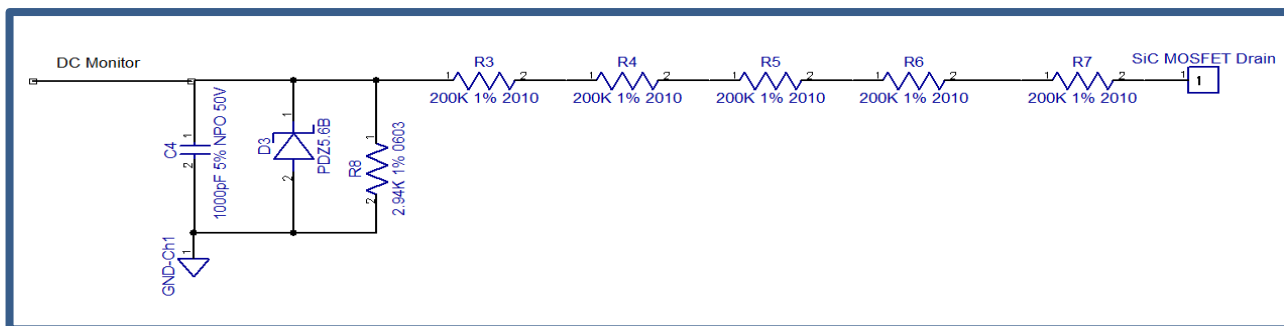 DC Monitor
R3
R4
R5
R6
R7
SiC MOSFET Drain
1 2
1 2
1 2
1 2
1 2
1
1
200K 1% 2010
200K 1% 2010
200K 1% 2010
200K 1% 2010
200K 1% 2010
1
2
C4
1000pF 5% NPO 50V
1
2
D3
PDZ5.6B
1
2
R8
2.94K 1% 0603
1
GND-Ch1